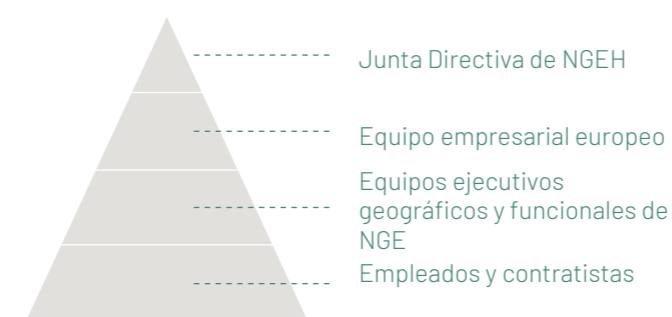 Junta Directiva de NGEH
Equipo empresarial europeo
Equipos ejecutivos
geográficos y funcionales de
NGE
Empleados y contratistas